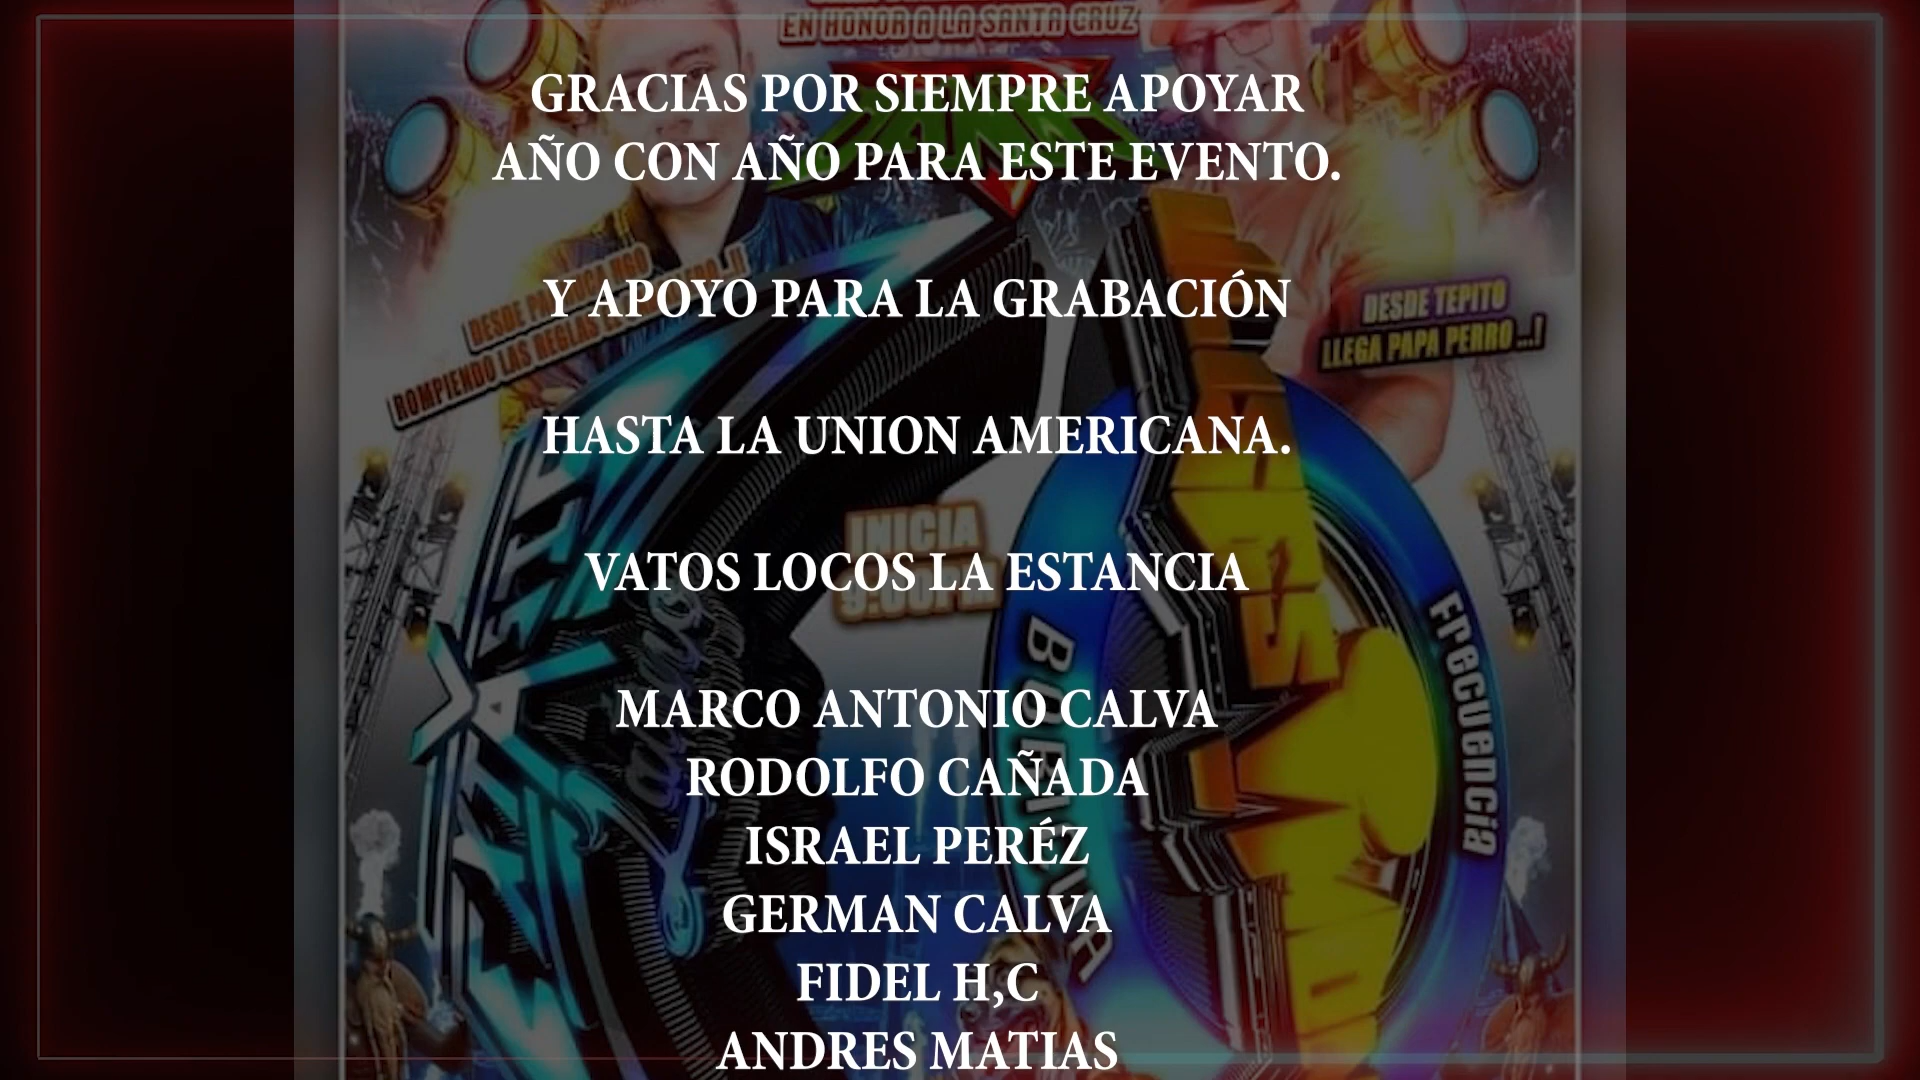 EN HONOR A LA SANTA CRUZ
GRACIAS POR SIEMPRE APOYAR
AÑO CON AÑO PARA ESTE EVENTO.
Y APOYO PARA LA GRABACIÓN
HASTA LA UNION AMERICANA.
VATOS LOCOS LA ESTANCIA
MARCO ANTONIO CALVA
RODOLFO CAÑADA
ISRAEL PERÉZ
GERMAN CALVA
FIDEL H,C
ANDRES MATIAS
¡DESDE
¡ROMPIENDO LAS REGLAS
DESDE TEPITO
LLEGA PAPA PERRO...!
INICIA
Frecuencia